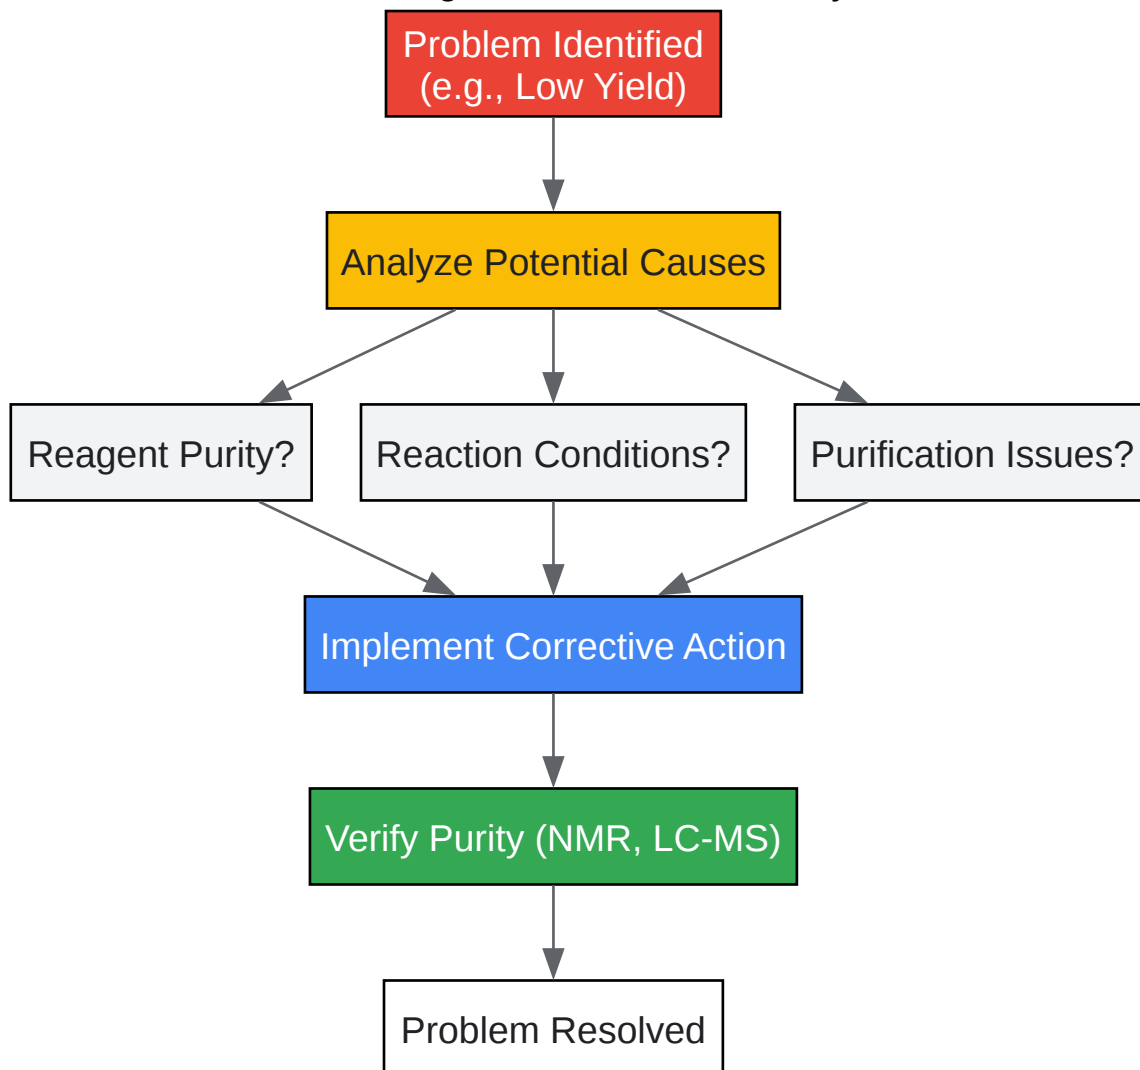 Problem Identified
(e.g., Low Yield)
Analyze Potential Causes
Reagent Purity?
Reaction Conditions?
Purification Issues?
Implement Corrective Action
Verify Purity (NMR, LC-MS)
Problem Resolved